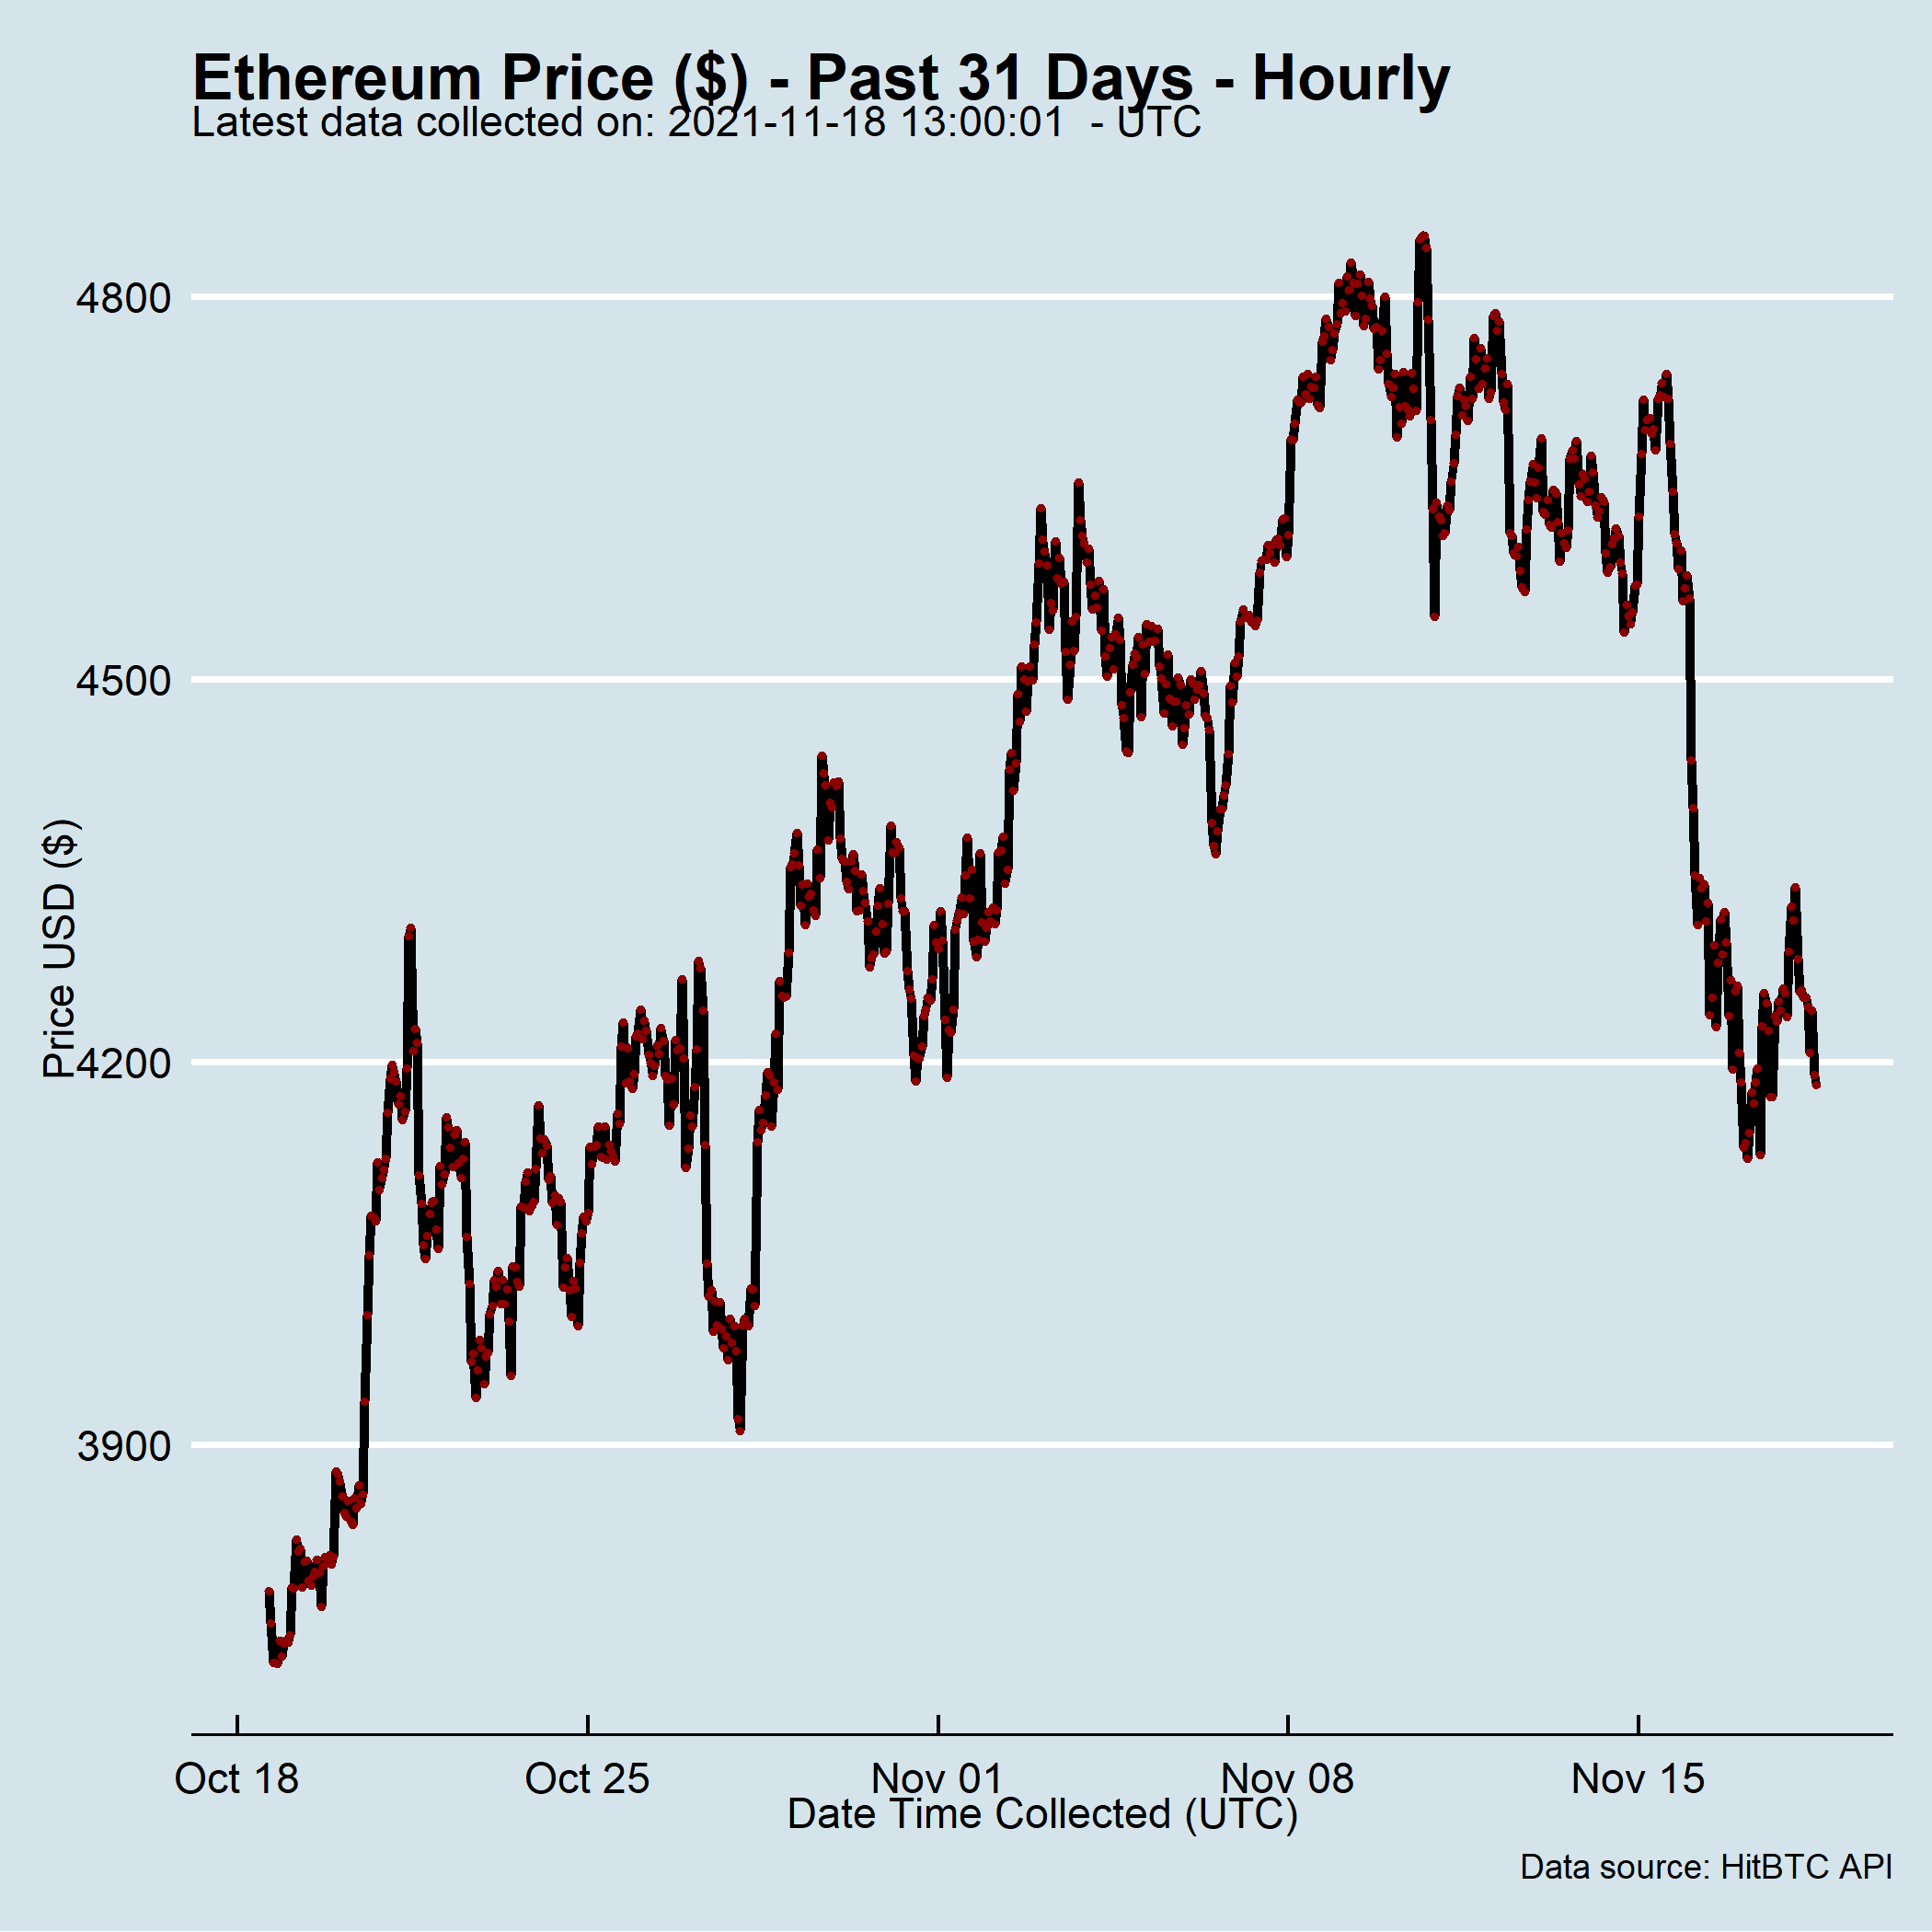 Ethereum Price ($) - Past 31 Days - Hourly
Latest data collected on: 2021-11-18 13:00:01  - UTC
4800
4500
4200
3900
Price USD ($)
Oct 18
Oct 25
Nov 01
Nov 08
Nov 15
Date Time Collected (UTC)
Data source: HitBTC API